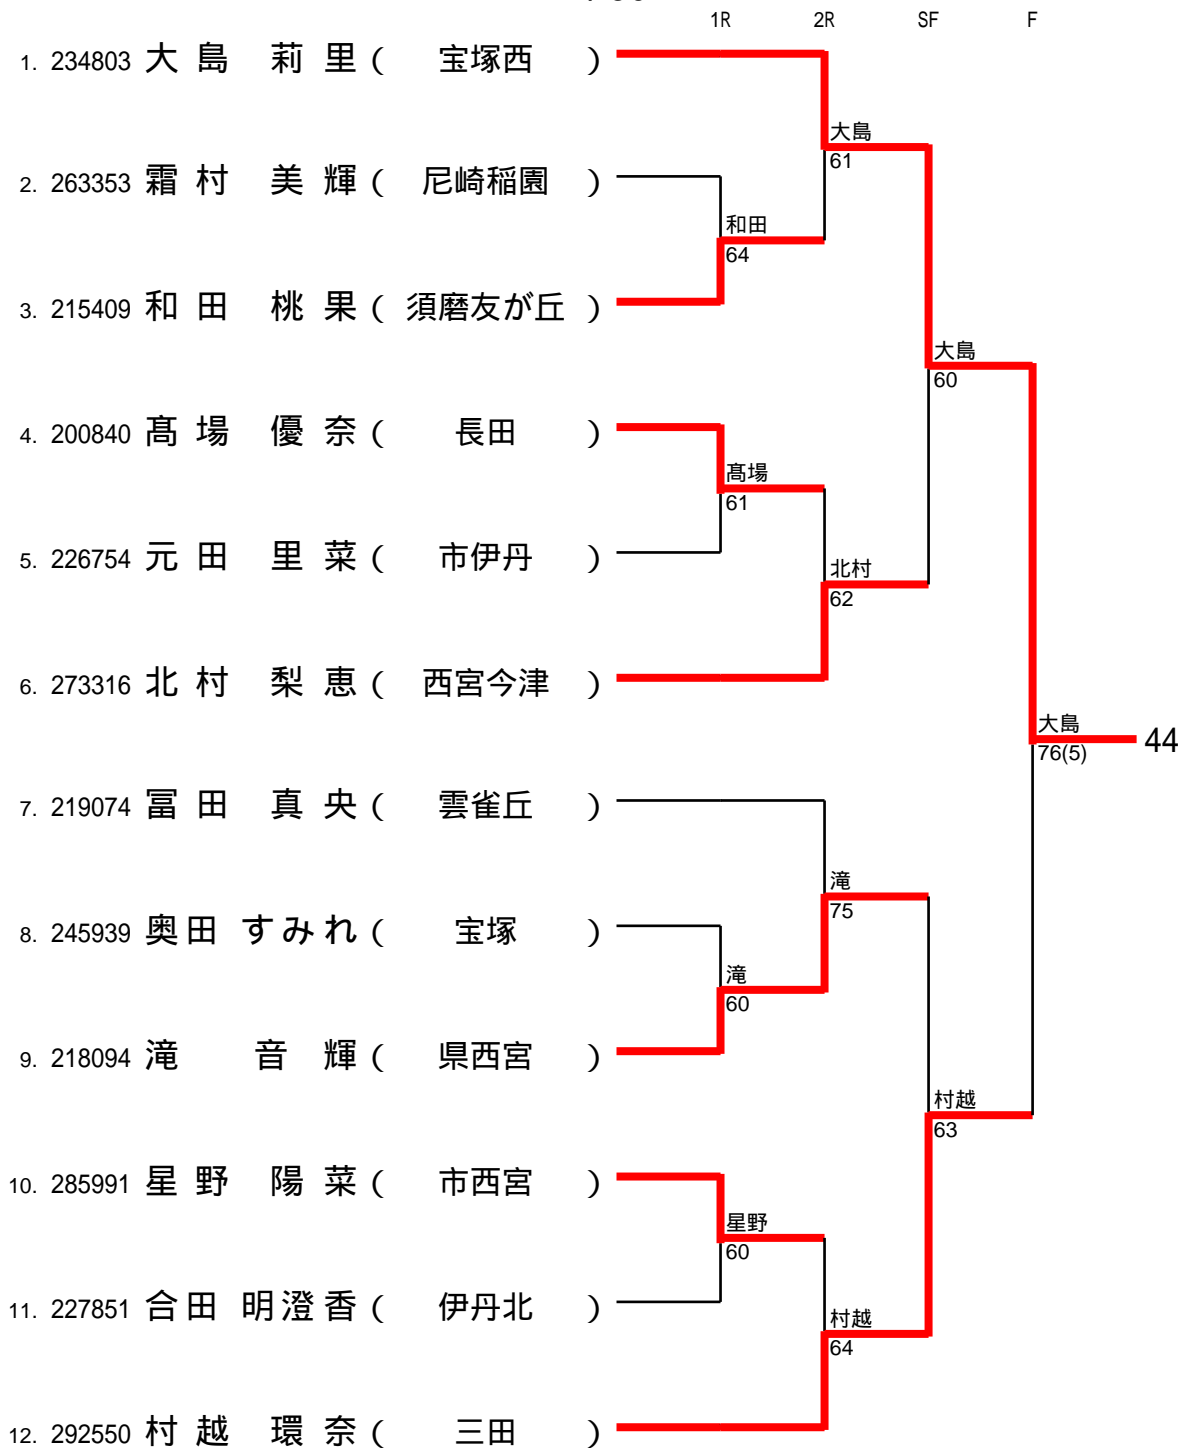 1R 2R SF F
1. 234803 大島 莉里 ( 宝塚西 )
大島
61
2. 263353 霜村 美輝 ( 尼崎稲園 )
和田
64
3. 215409 和田 桃果 ( 須磨友が丘 )
大島
60
4. 200840 髙場 優奈 ( 長田 )
髙場
61
5. 226754 元田 里菜 ( 市伊丹 )
北村
62
6. 273316 北村 梨恵 ( 西宮今津 )
大島
76(5)
44
7. 219074 冨田 真央 ( 雲雀丘 )
滝
75
8. 245939 奥田 すみれ ( 宝塚 )
滝
60
9. 218094 滝 音輝 ( 県西宮 )
村越
63
10. 285991 星野 陽菜 ( 市西宮 )
星野
60
11. 227851 合田 明澄香 ( 伊丹北 )
村越
64
12. 292550 村越 環奈 ( 三田 )